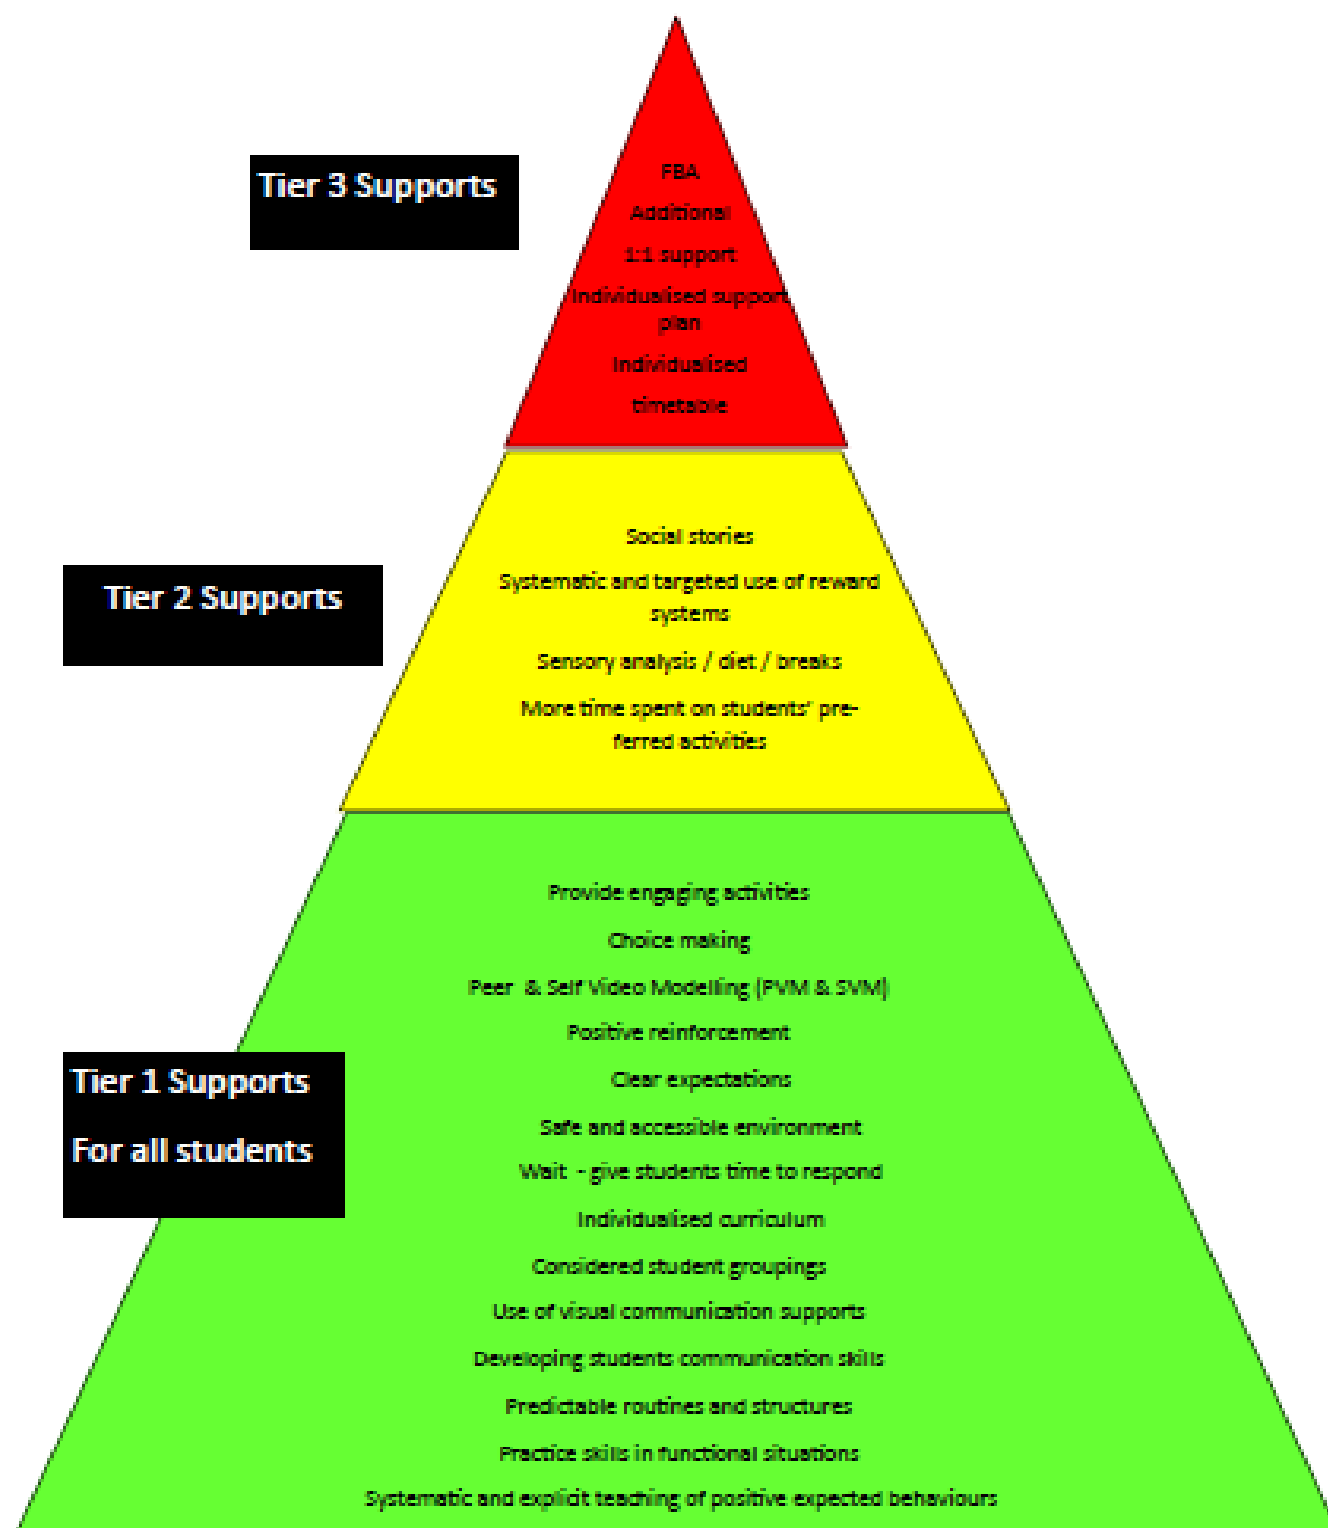 Tier 3 Supports
FBA
Additional
1:1 support
Individualised support
plan
Individualised
timetable
Tier 2 Supports
Social stories
Systematic and targeted use of reward
systems
Sensory analysis / diet / breaks
More time spent on students' pre-
ferred activities
Tier 1 Supports
For all students
Provide engaging activities
Choice making
Peer & Self Video Modelling (PVM & SVM)
Positive reinforcement
Clear expectations
Safe and accessible environment
Wait - give students time to respond
Individualised curriculum
Considered student groupings
Use of visual communication supports
Developing students communication skills
Predictable routines and structures
Practice skills in functional situations
Systematic and explicit teaching of positive expected behaviours